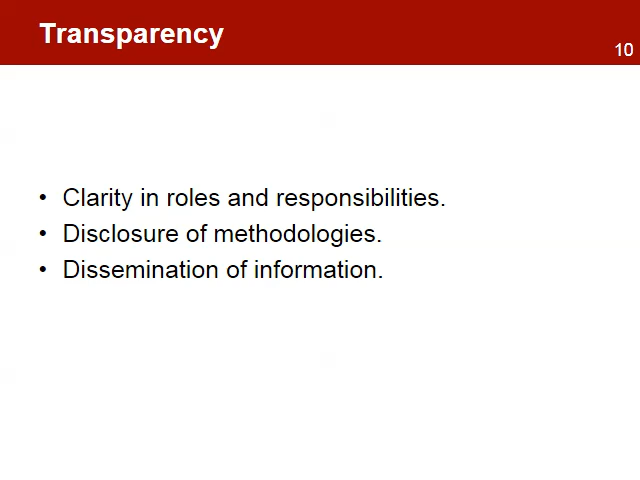 Transparency
10
• Clarity in roles and responsibilities.
• Disclosure of methodologies.
• Dissemination of information.